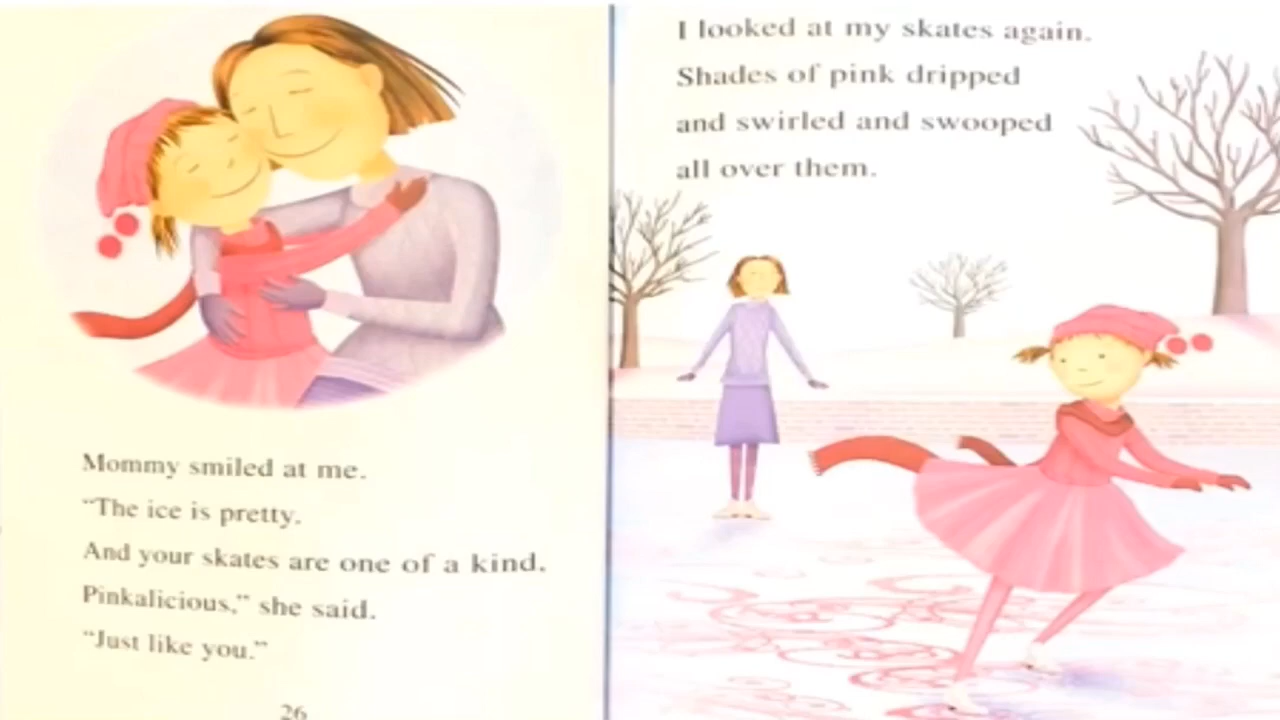 Mommy smiled at me.
“The ice is pretty.
And your skates are one of a kind,
Pinkalicious,” she said.
“Just like you.”
26
I looked at my skates again.
Shades of pink dripped
and swirled and swooped
all over them.